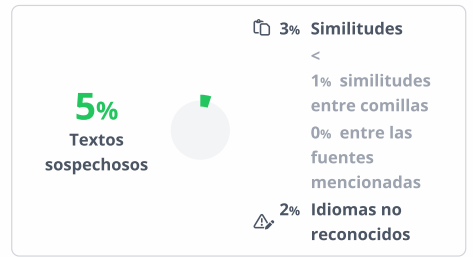 5%
Textos
sospechosos
3% Similitudes
<
1% similitudes
entre comillas
0% entre las
fuentes
mencionadas
2% Idiomas no
reconocidos